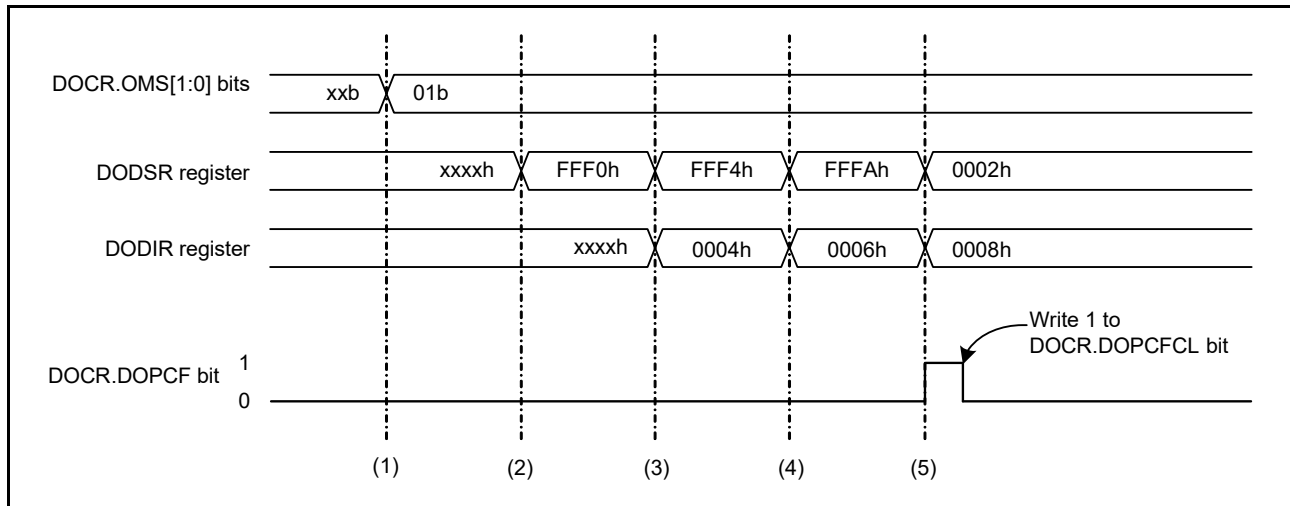 DOCR.OMS[1:0] bits
xxb
01b
DODSR register
xxxxh
FFF0h
FFF4h
FFFAh
0002h
DODIR register
xxxxh
0004h
0006h
0008h
Write 1 to
DOCR.DOPCFCL bit
DOCR.DOPCF bit
1
0
(1)
(2)
(3)
(4)
(5)